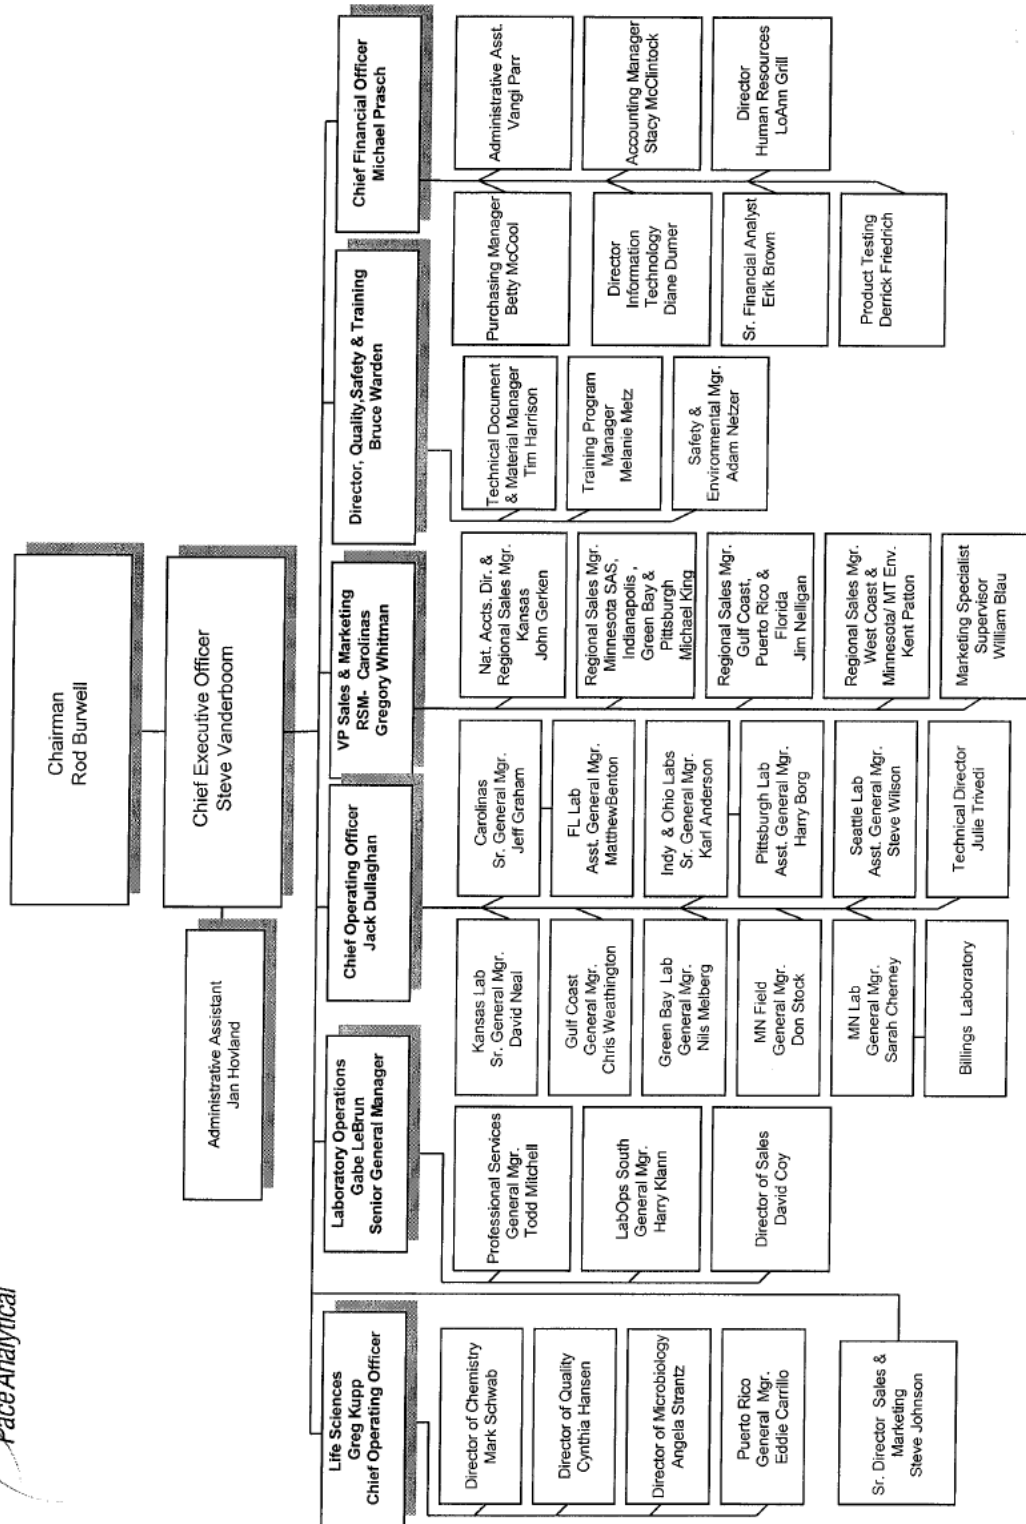 Pace Analytical
Chairman
Rod Burwell
Chief Executive Officer
Steve Vanderboom
Administrative Assistant
Jan Hovland
Life Sciences
Greg Kupp
Chief Operating Officer
Laboratory Operations
Gabe LeBrun
Senior General Manager
Chief Operating Officer
Jack Dullaghan
VP Sales & Marketing
RSM- Carolinas
Gregory Whitman
Director, Quality,Safety & Training
Bruce Warden
Chief Financial Officer
Michael Prasch
Director of Chemistry
Mark Schwab
Director of Quality
Cynthia Hansen
Director of Microbiology
Angela Strantz
Puerto Rico
General Mgr.
Eddie Carrillo
Sr. Director Sales &
Marketing
Steve Johnson
Professional Services
General Mgr.
Todd Mitchell
LabOps South
General Mgr.
Harry Klann
Director of Sales
David Coy
Kansas Lab
Sr. General Mgr.
David Neal
Gulf Coast
General Mgr.
Chris Weathington
Green Bay Lab
General Mgr.
Nils Melberg
MN Field
General Mgr.
Don Stock
MN Lab
General Mgr.
Sarah Cherney
Billings Laboratory
Carolinas
Sr. General Mgr.
Jeff Graham
FL Lab
Asst. General Mgr.
MatthewBenton
Indy & Ohio Labs
Sr. General Mgr.
Karl Anderson
Pittsburgh Lab
Asst. General Mgr.
Harry Borg
Seattle Lab
Asst. General Mgr.
Steve Wilson
Technical Director
Julie Trivedi
Nat. Accts. Dir. &
Regional Sales Mgr.
Kansas
John Gerken
Regional Sales Mgr.
Minnesota SAS,
Indianapolis ,
Green Bay &
Pittsburgh
Michael King
Regional Sales Mgr.
Gulf Coast,
Puerto Rico &
Florida
Jim Nelligan
Regional Sales Mgr.
West Coast &
Minnesota/ MT Env.
Kent Patton
Marketing Specialist
Supervisor
William Blau
Technical Document
& Material Manager
Tim Harrison
Training Program
Manager
Melanie Metz
Safety &
Environmental Mgr.
Adam Netzer
Purchasing Manager
Betty McCool
Director
Information
Technology
Diane Dumer
Sr. Financial Analyst
Erik Brown
Product Testing
Derrick Friedrich
Administrative Asst.
Vangi Parr
Accounting Manager
Stacy McClintock
Director
Human Resources
LoAnn Grill